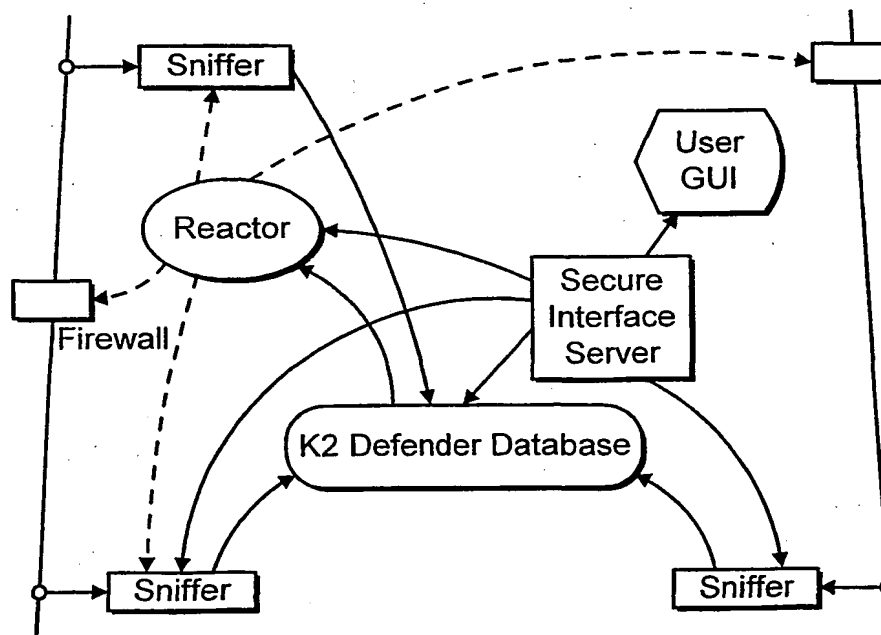 Sniffer
User
GUI
Reactor
Secure
Interface
Server
Firewall
K2 Defender Database
Sniffer
Sniffer